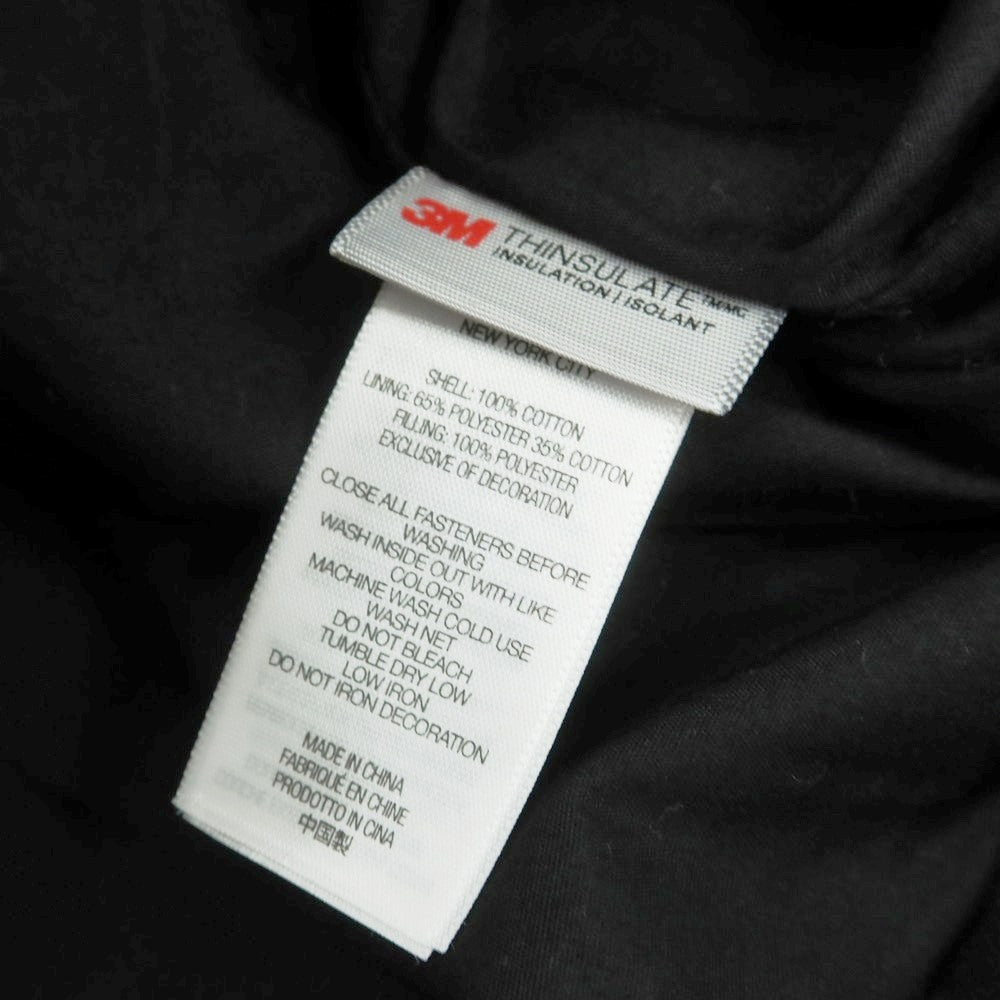 3M THINSULATE™MC
INSULATION | ISOLANT
NEW YORK CITY
SHELL: 100% COTTON
LINING: 65% POLYESTER 35% COTTON
FILLING: 100% POLYESTER
EXCLUSIVE OF DECORATION
CLOSE ALL FASTENERS BEFORE
WASHING
WASH INSIDE OUT WITH LIKE
COLORS
MACHINE WASH COLD USE
WASH NET
DO NOT BLEACH
TUMBLE DRY LOW
LOW IRON
DO NOT IRON DECORATION
MADE IN CHINA
FABRIQUÉ EN CHINE
PRODOTTO IN CINA
中国製